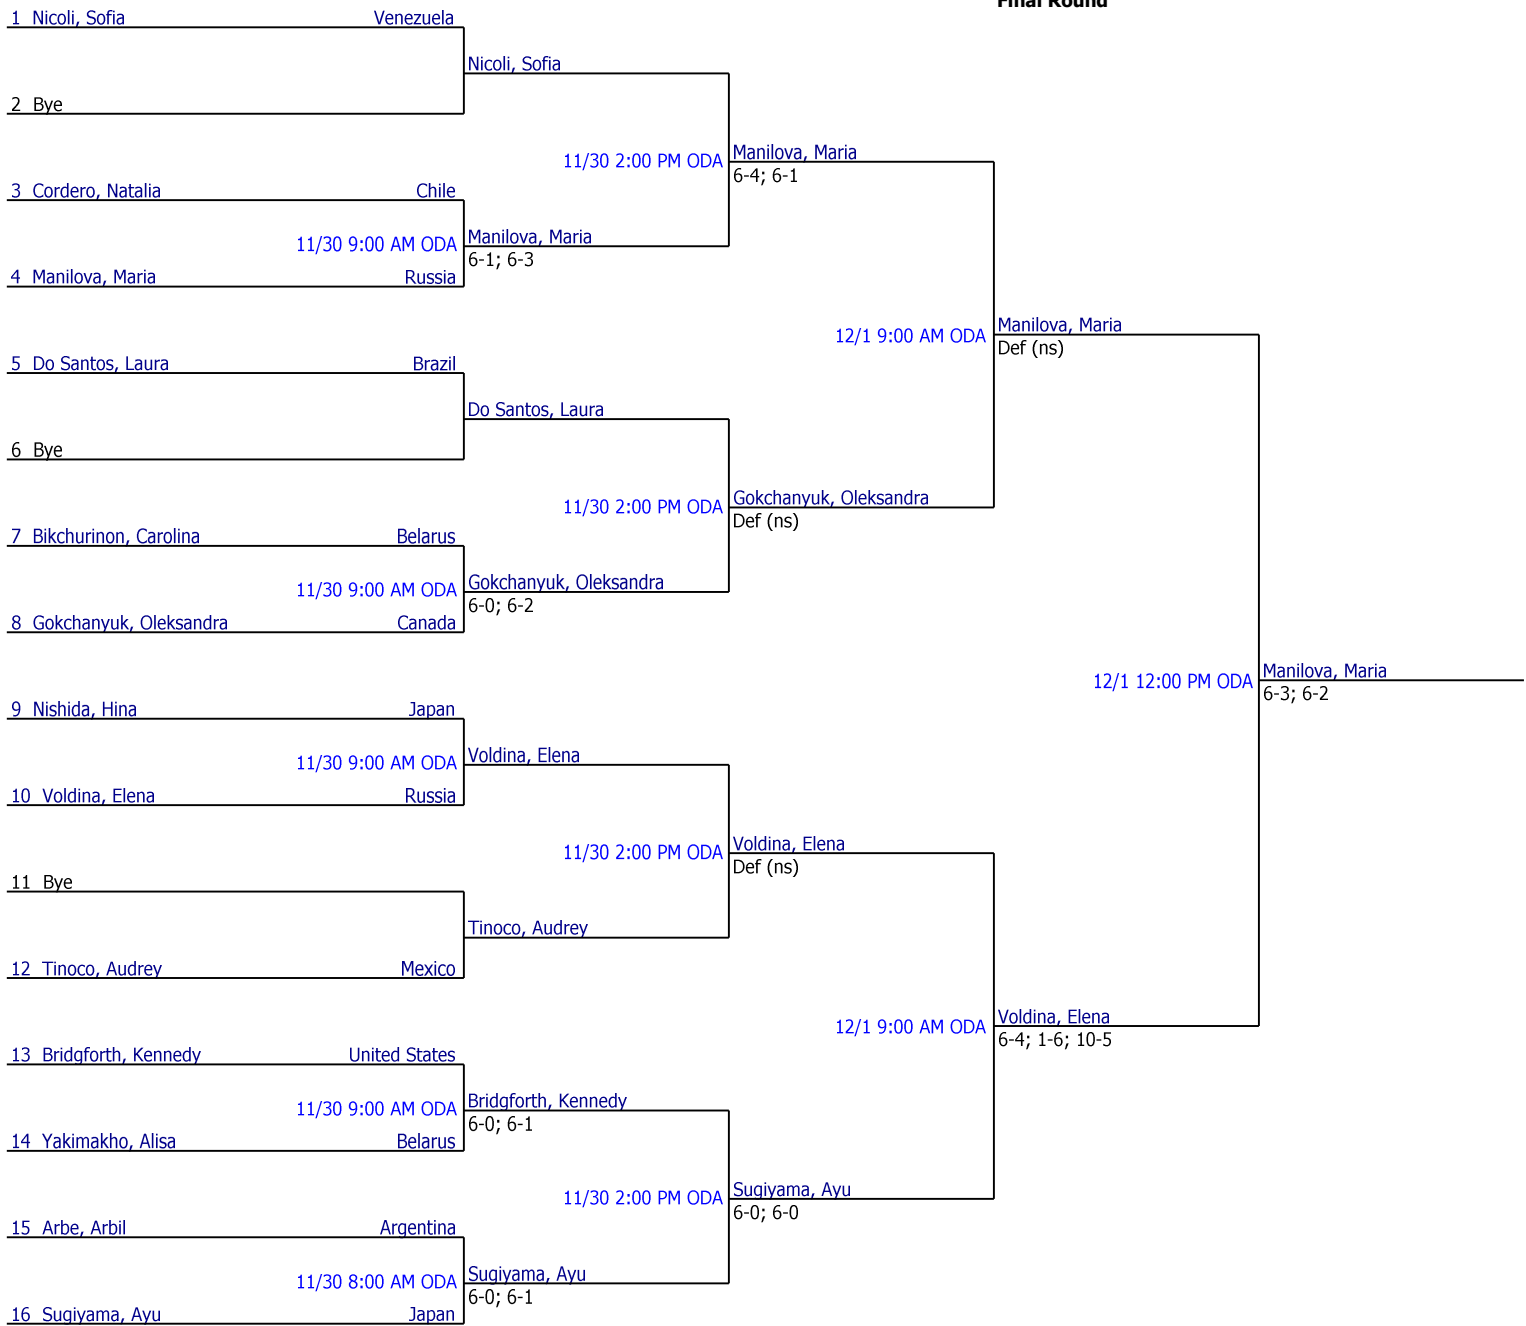 Final Round
1 Nicoli, Sofia Venezuela
Nicoli, Sofia
2 Bye
Manilova, Maria
11/30 2:00 PM ODA
6-4; 6-1
3 Cordero, Natalia Chile
Manilova, Maria
11/30 9:00 AM ODA
6-1; 6-3
4 Manilova, Maria Russia
Manilova, Maria
12/1 9:00 AM ODA
Def (ns)
5 Do Santos, Laura Brazil
Do Santos, Laura
6 Bye
Gokchanyuk, Oleksandra
11/30 2:00 PM ODA
Def (ns)
7 Bikchurinon, Carolina Belarus
Gokchanyuk, Oleksandra
11/30 9:00 AM ODA
6-0; 6-2
8 Gokchanyuk, Oleksandra Canada
Manilova, Maria
12/1 12:00 PM ODA
6-3; 6-2
9 Nishida, Hina Japan
Voldina, Elena
11/30 9:00 AM ODA
10 Voldina, Elena Russia
Voldina, Elena
11/30 2:00 PM ODA
Def (ns)
11 Bye
Tinoco, Audrey
12 Tinoco, Audrey Mexico
Voldina, Elena
12/1 9:00 AM ODA
6-4; 1-6; 10-5
13 Bridgforth, Kennedy United States
Bridgforth, Kennedy
11/30 9:00 AM ODA
6-0; 6-1
14 Yakimakho, Alisa Belarus
Sugiyama, Ayu
11/30 2:00 PM ODA
6-0; 6-0
15 Arbe, Arbil Argentina
Sugiyama, Ayu
11/30 8:00 AM ODA
6-0; 6-1
16 Sugiyama, Ayu Japan